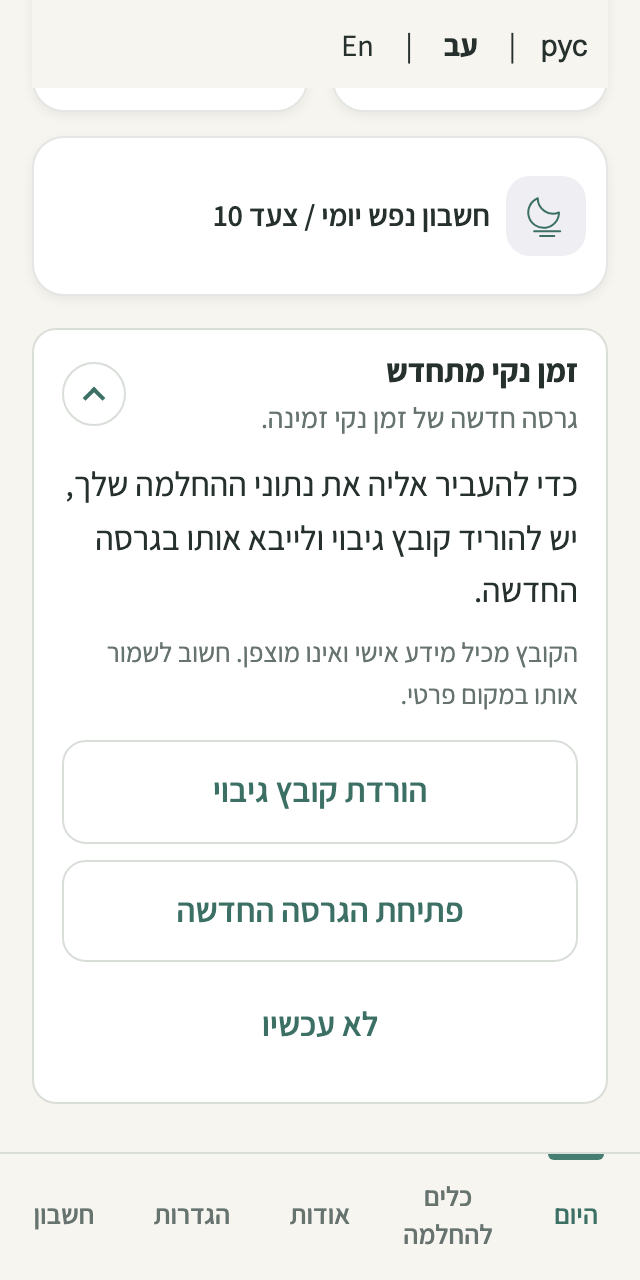 рус | עב | En
חשבון נפש יומי / צעד 10
זמן נקי מתחדש
גרסה חדשה של זמן נקי זמינה.
כדי להעביר אליה את נתוני ההחלמה שלך,
יש להוריד קובץ גיבוי ולייבא אותו בגרסה
החדשה.
הקובץ מכיל מידע אישי ואינו מוצפן. חשוב לשמור
אותו במקום פרטי.
הורדת קובץ גיבוי
פתיחת הגרסה החדשה
לא עכשיו
היום
כלים
להחלמה
אודות
הגדרות
חשבון